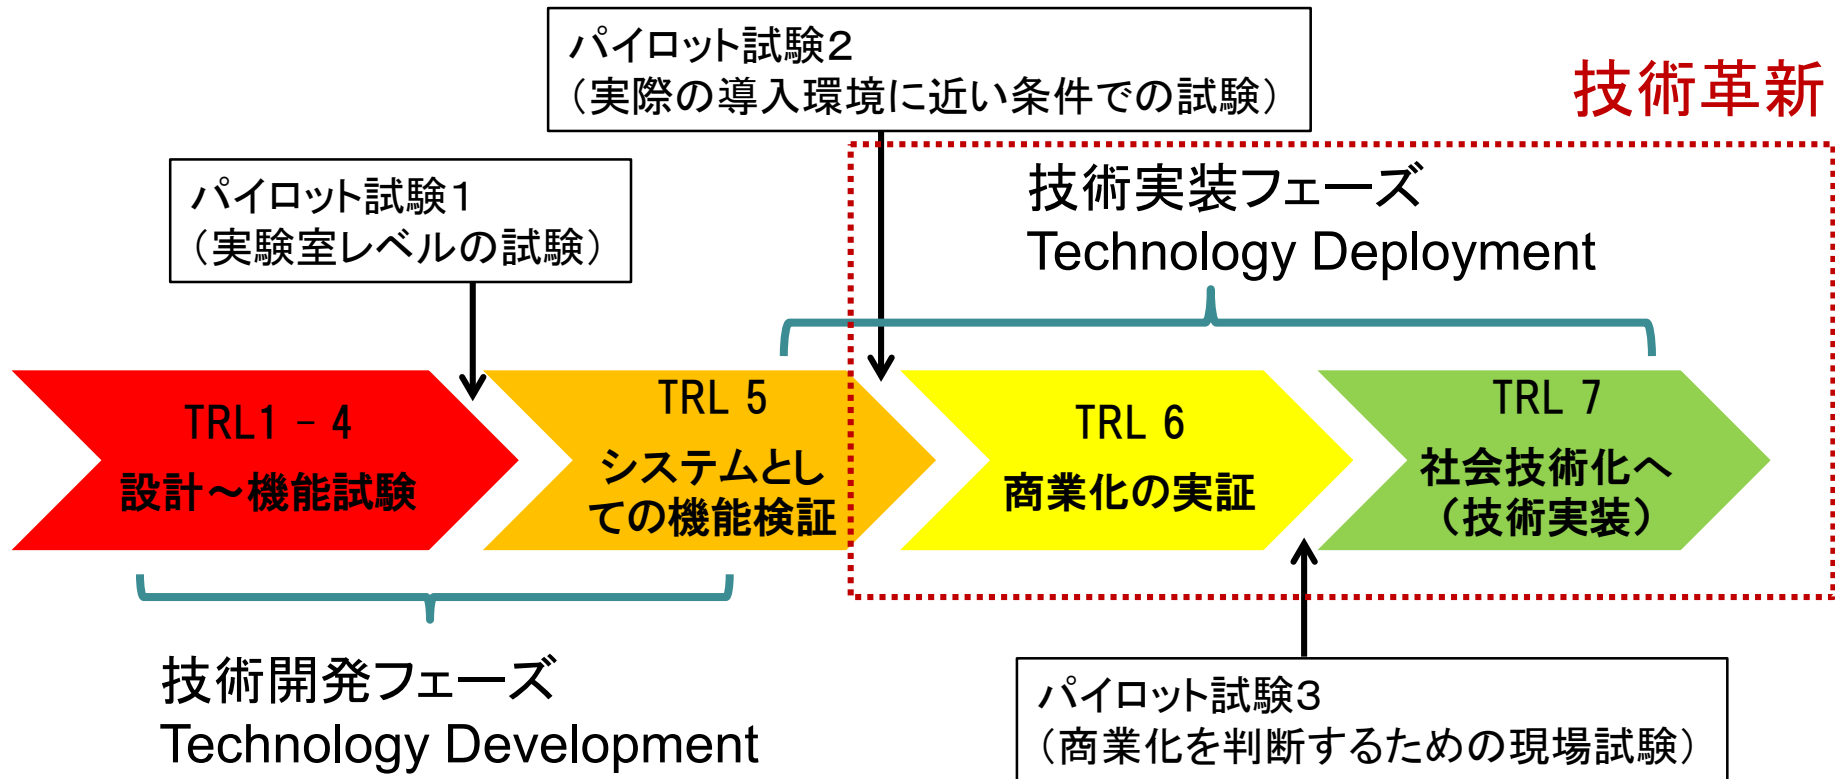 パイロット試験2
（実際の導入環境に近い条件での試験）
技術革新
パイロット試験1
（実験室レベルの試験）
技術実装フェーズ
Technology Deployment
TRL1 – 4
設計～機能試験
TRL 5
システムとし
ての機能検証
TRL 6
商業化の実証
TRL 7
社会技術化へ
（技術実装）
技術開発フェーズ
Technology Development
パイロット試験3
（商業化を判断するための現場試験）